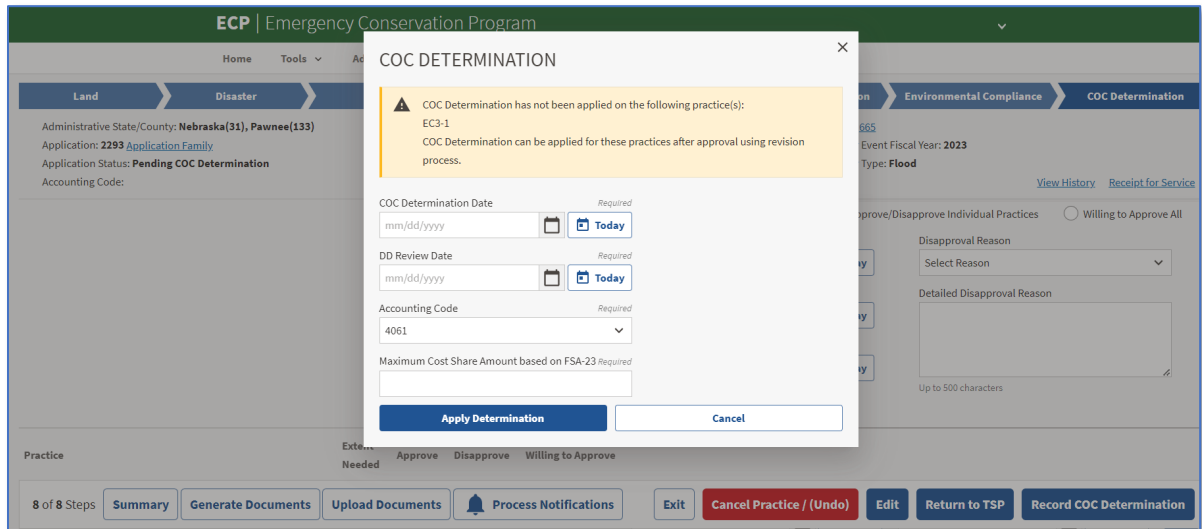 ECP | Emergency Conservation Program
Home Tools Ad
Land Disaster on Environmental Compliance COC Determination
Administrative State/County: Nebraska(31), Pawnee(133)
Application: 2293 Application Family
Application Status: Pending COC Determination
Accounting Code:
665
Event Fiscal Year: 2023
Type: Flood
View History Receipt for Service
COC DETERMINATION
COC Determination has not been applied on the following practice(s):
EC3-1
COC Determination can be applied for these practices after approval using revision
process.
COC Determination Date Required
mm/dd/yyyy Today
DD Review Date Required
mm/dd/yyyy Today
Accounting Code Required
4061
Maximum Cost Share Amount based on FSA-23 Required
Apply Determination Cancel
pprove/Disapprove Individual Practices Willing to Approve All
ay
ay
ay
Disapproval Reason
Select Reason
Detailed Disapproval Reason
Up to 500 characters
Practice Extent Needed Approve Disapprove Willing to Approve
8 of 8 Steps Summary Generate Documents Upload Documents Process Notifications Exit Cancel Practice / (Undo) Edit Return to TSP Record COC Determination